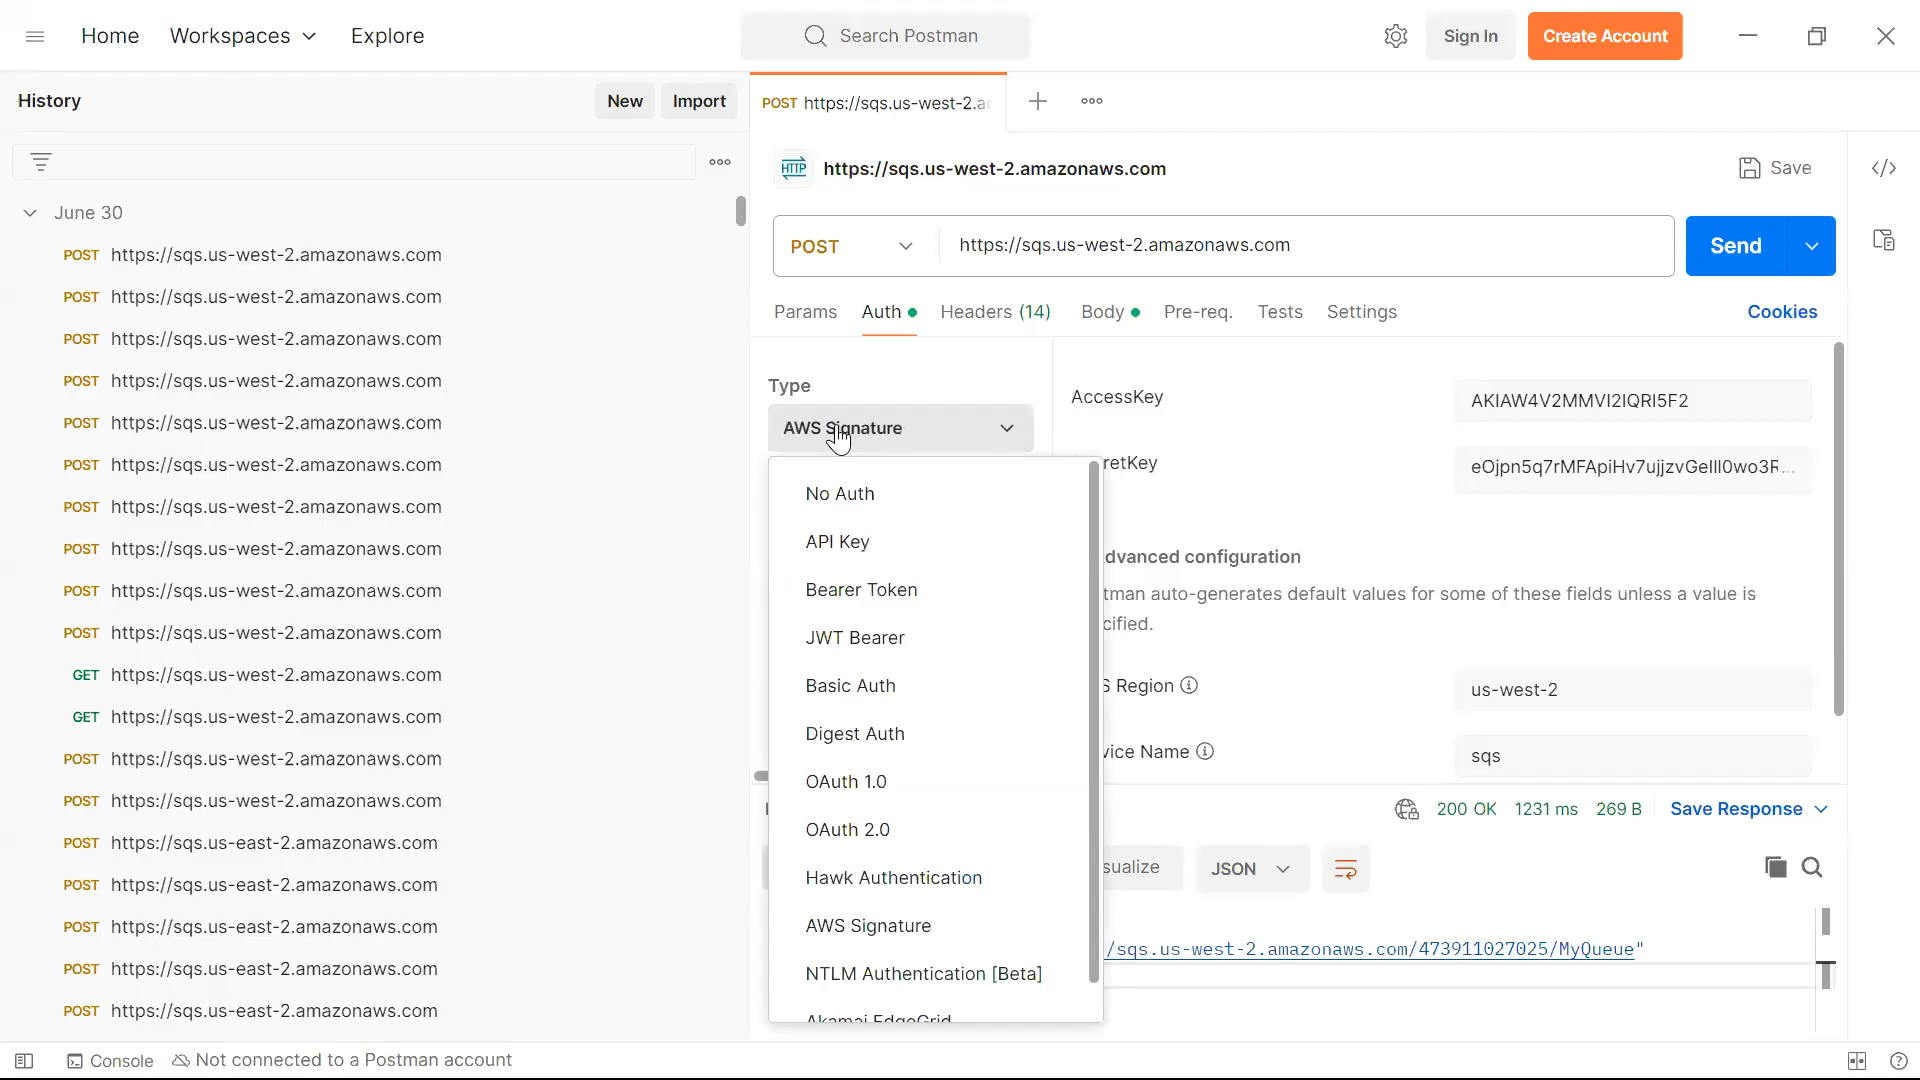 Home
Workspaces
Explore
Search Postman
Sign In
Create Account
History
New
Import
POST https://sqs.us-west-2.a
https://sqs.us-west-2.amazonaws.com
Save
June 30
POST https://sqs.us-west-2.amazonaws.com
POST https://sqs.us-west-2.amazonaws.com
POST https://sqs.us-west-2.amazonaws.com
POST https://sqs.us-west-2.amazonaws.com
POST https://sqs.us-west-2.amazonaws.com
POST https://sqs.us-west-2.amazonaws.com
POST https://sqs.us-west-2.amazonaws.com
POST https://sqs.us-west-2.amazonaws.com
POST https://sqs.us-west-2.amazonaws.com
POST https://sqs.us-west-2.amazonaws.com
GET https://sqs.us-west-2.amazonaws.com
GET https://sqs.us-west-2.amazonaws.com
POST https://sqs.us-west-2.amazonaws.com
POST https://sqs.us-west-2.amazonaws.com
POST https://sqs.us-east-2.amazonaws.com
POST https://sqs.us-east-2.amazonaws.com
POST https://sqs.us-east-2.amazonaws.com
POST https://sqs.us-east-2.amazonaws.com
POST https://sqs.us-east-2.amazonaws.com
POST
https://sqs.us-west-2.amazonaws.com
Send
Params
Auth
Headers (14)
Body
Pre-req.
Tests
Settings
Cookies
Type
AWS Signature
No Auth
API Key
Bearer Token
JWT Bearer
Basic Auth
Digest Auth
OAuth 1.0
OAuth 2.0
Hawk Authentication
AWS Signature
NTLM Authentication [Beta]
Akamai EdgeGrid
AccessKey
AKIAW4V2MMVI2IQRI5F2
retKey
eOjpn5q7rMFApiHv7ujjzvGeIII0wo3R...
dvanced configuration
tman auto-generates default values for some of these fields unless a value is
cified.
S Region
us-west-2
vice Name
sqs
200 OK
1231 ms
269 B
Save Response
sualize
JSON
/sqs.us-west-2.amazonaws.com/473911027025/MyQueue"
Console
Not connected to a Postman account